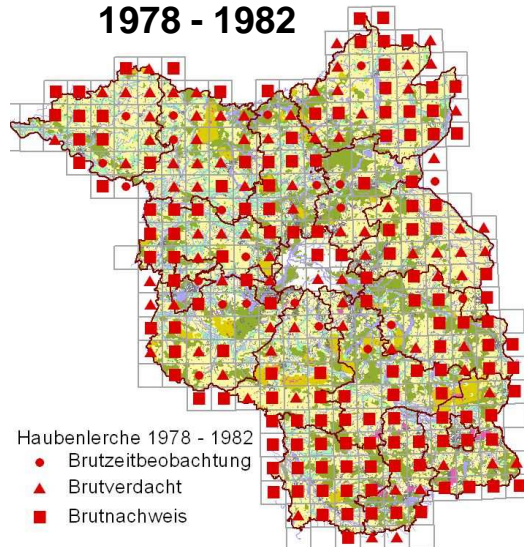 1978 - 1982
Haubenlerche 1978 - 1982
Brutzeitbeobachtung
Brutverdacht
Brutnachweis